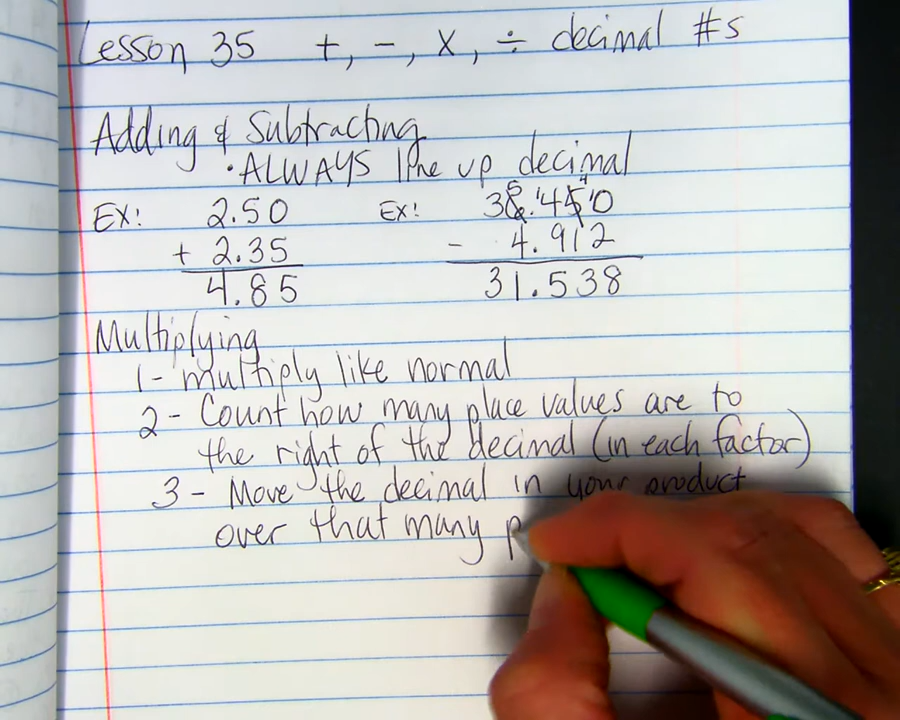 Lesson 35 +, -, x, ÷ decimal #s
Adding & Subtracting
• ALWAYS line up decimal
EX: 2.50 EX: 36.450
+ 2.35 - 4.912
4.85 31.538
Multiplying
1- multiply like normal
2- Count how many place values are to
the right of the decimal (in each factor)
3- Move the decimal in your product
over that many p